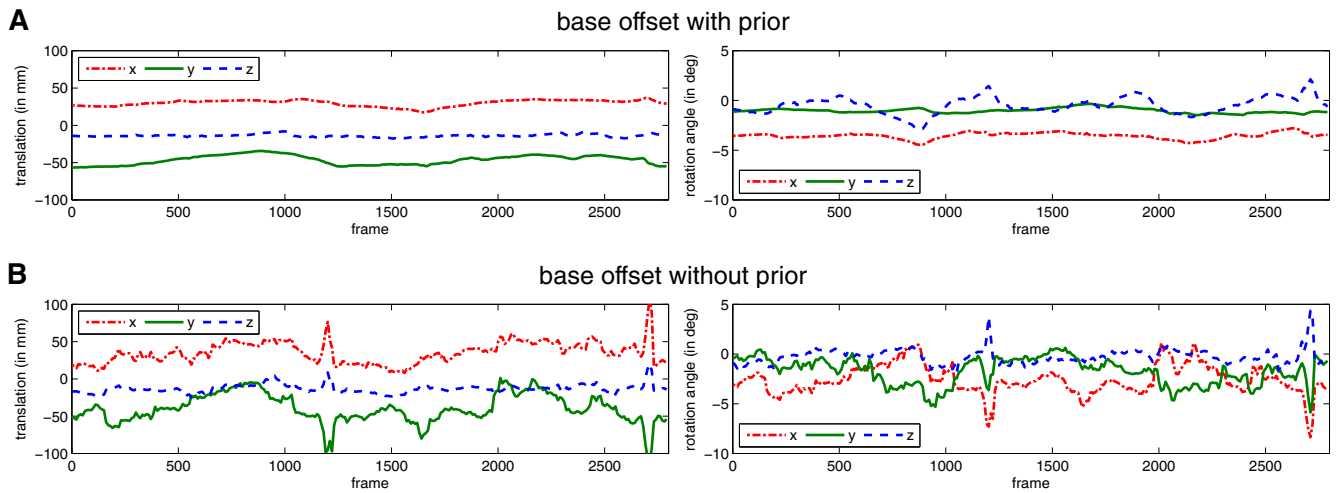 A
base offset with prior
translation (in mm)
100
50
0
−50
−100
x y z
0 500 1000 1500 2000 2500
frame
rotation angle (in deg)
5
0
−5
−10
x y z
0 500 1000 1500 2000 2500
frame
B
base offset without prior
translation (in mm)
100
50
0
−50
−100
x y z
0 500 1000 1500 2000 2500
frame
rotation angle (in deg)
5
0
−5
−10
x y z
0 500 1000 1500 2000 2500
frame